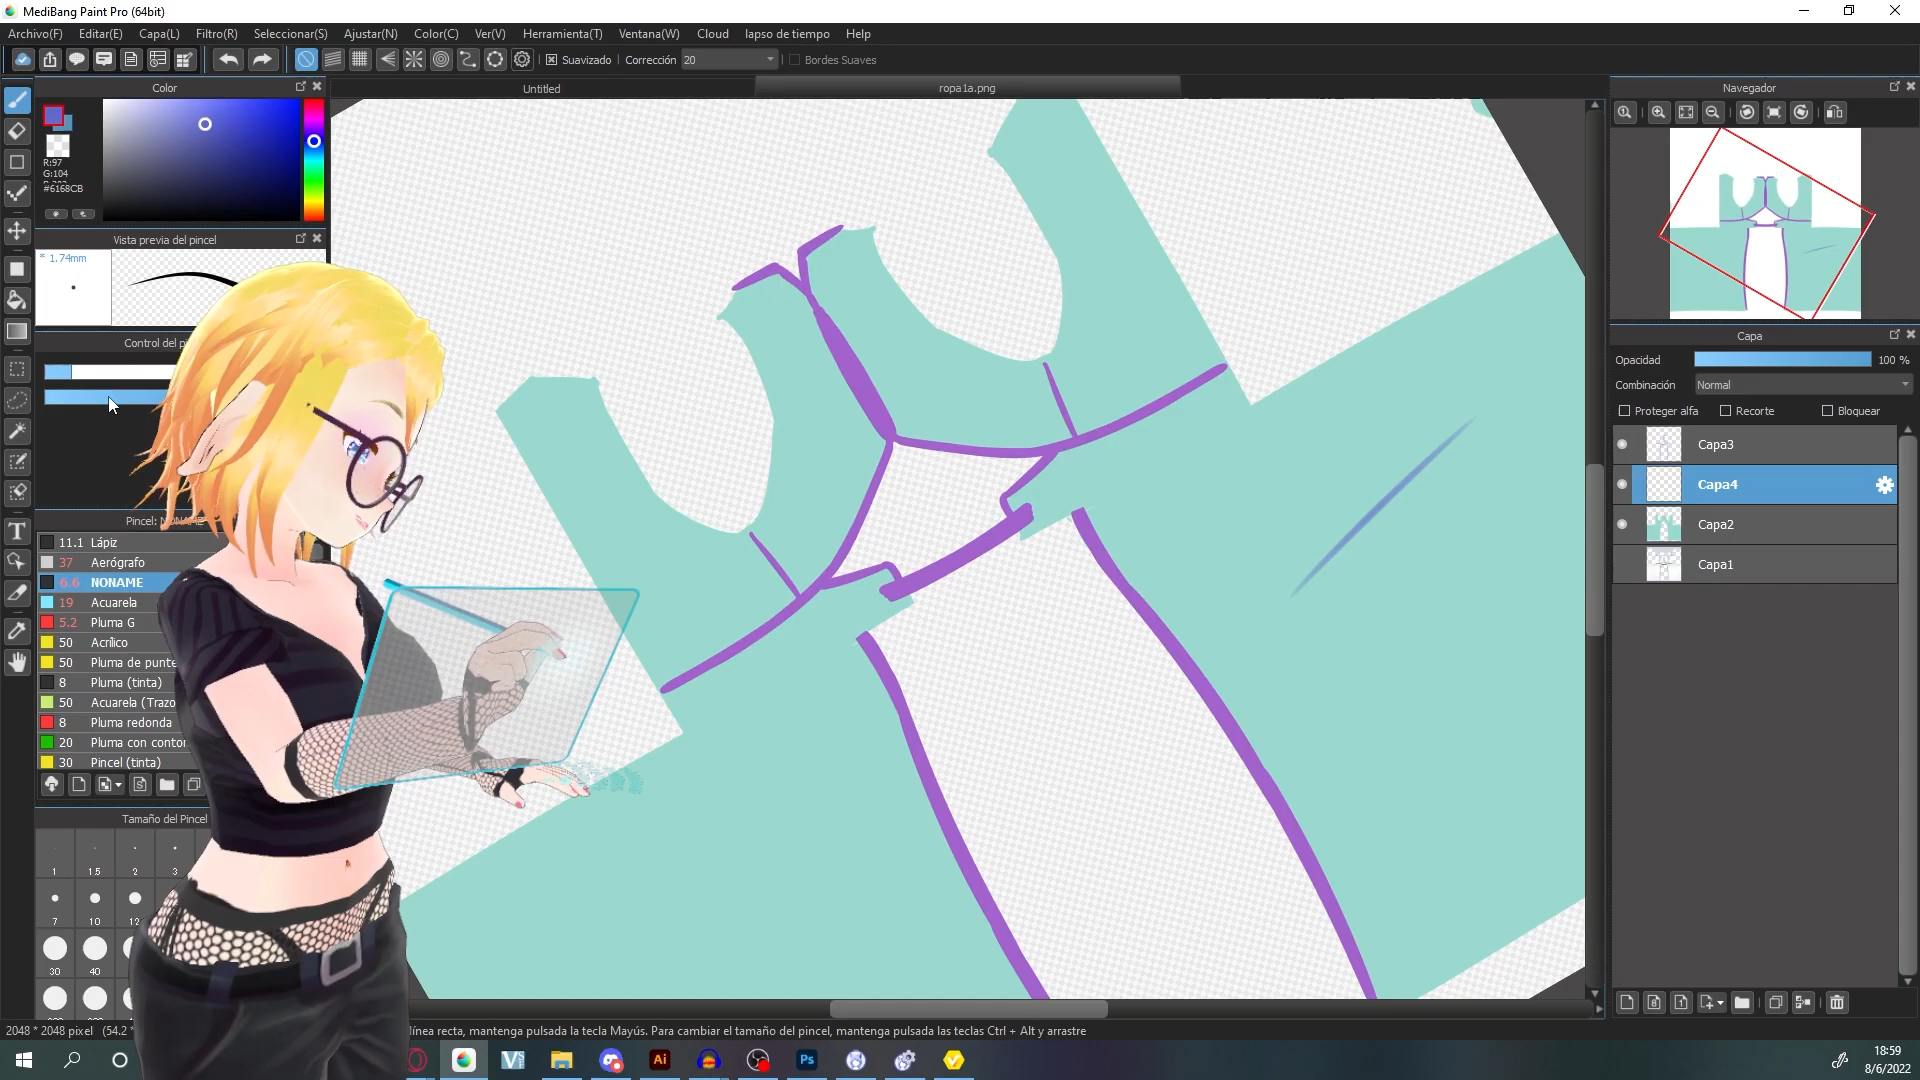 MediBang Paint Pro (64bit)
Archivo(F) Editar(E) Capa(L) Filtro(R) Seleccionar(S) Ajustar(N) Color(C) Ver(V) Herramienta(T) Ventana(W) Cloud lapso de tiempo Help
Suavizado Corrección 20 Bordes Suaves
Color
Untitled
ropa1a.png
Navegador
R:97
G:104
#6168CB
Vista previa del pincel
* 1.74mm
Control del
Capa
Opacidad 100 %
Combinación Normal
Proteger alfa Recorte Bloquear
Capa3
Capa4
Capa2
Capa1
Pincel:
11.1 Lápiz
37 Aerógrafo
6.6 NONAME
19 Acuarela
5.2 Pluma G
50 Acrílico
50 Pluma de punte
8 Pluma (tinta)
50 Acuarela (Trazo
8 Pluma redonda
20 Pluma con contor
30 Pincel (tinta)
Tamaño del Pincel
1 1.5 2 3
7 10 12
30 40
2048 * 2048 pixel (54.2 * línea recta, mantenga pulsada la tecla Mayús. Para cambiar el tamaño del pincel, mantenga pulsadas las teclas Ctrl + Alt y arrastre
Ai
Ps
18:59
8/6/2022